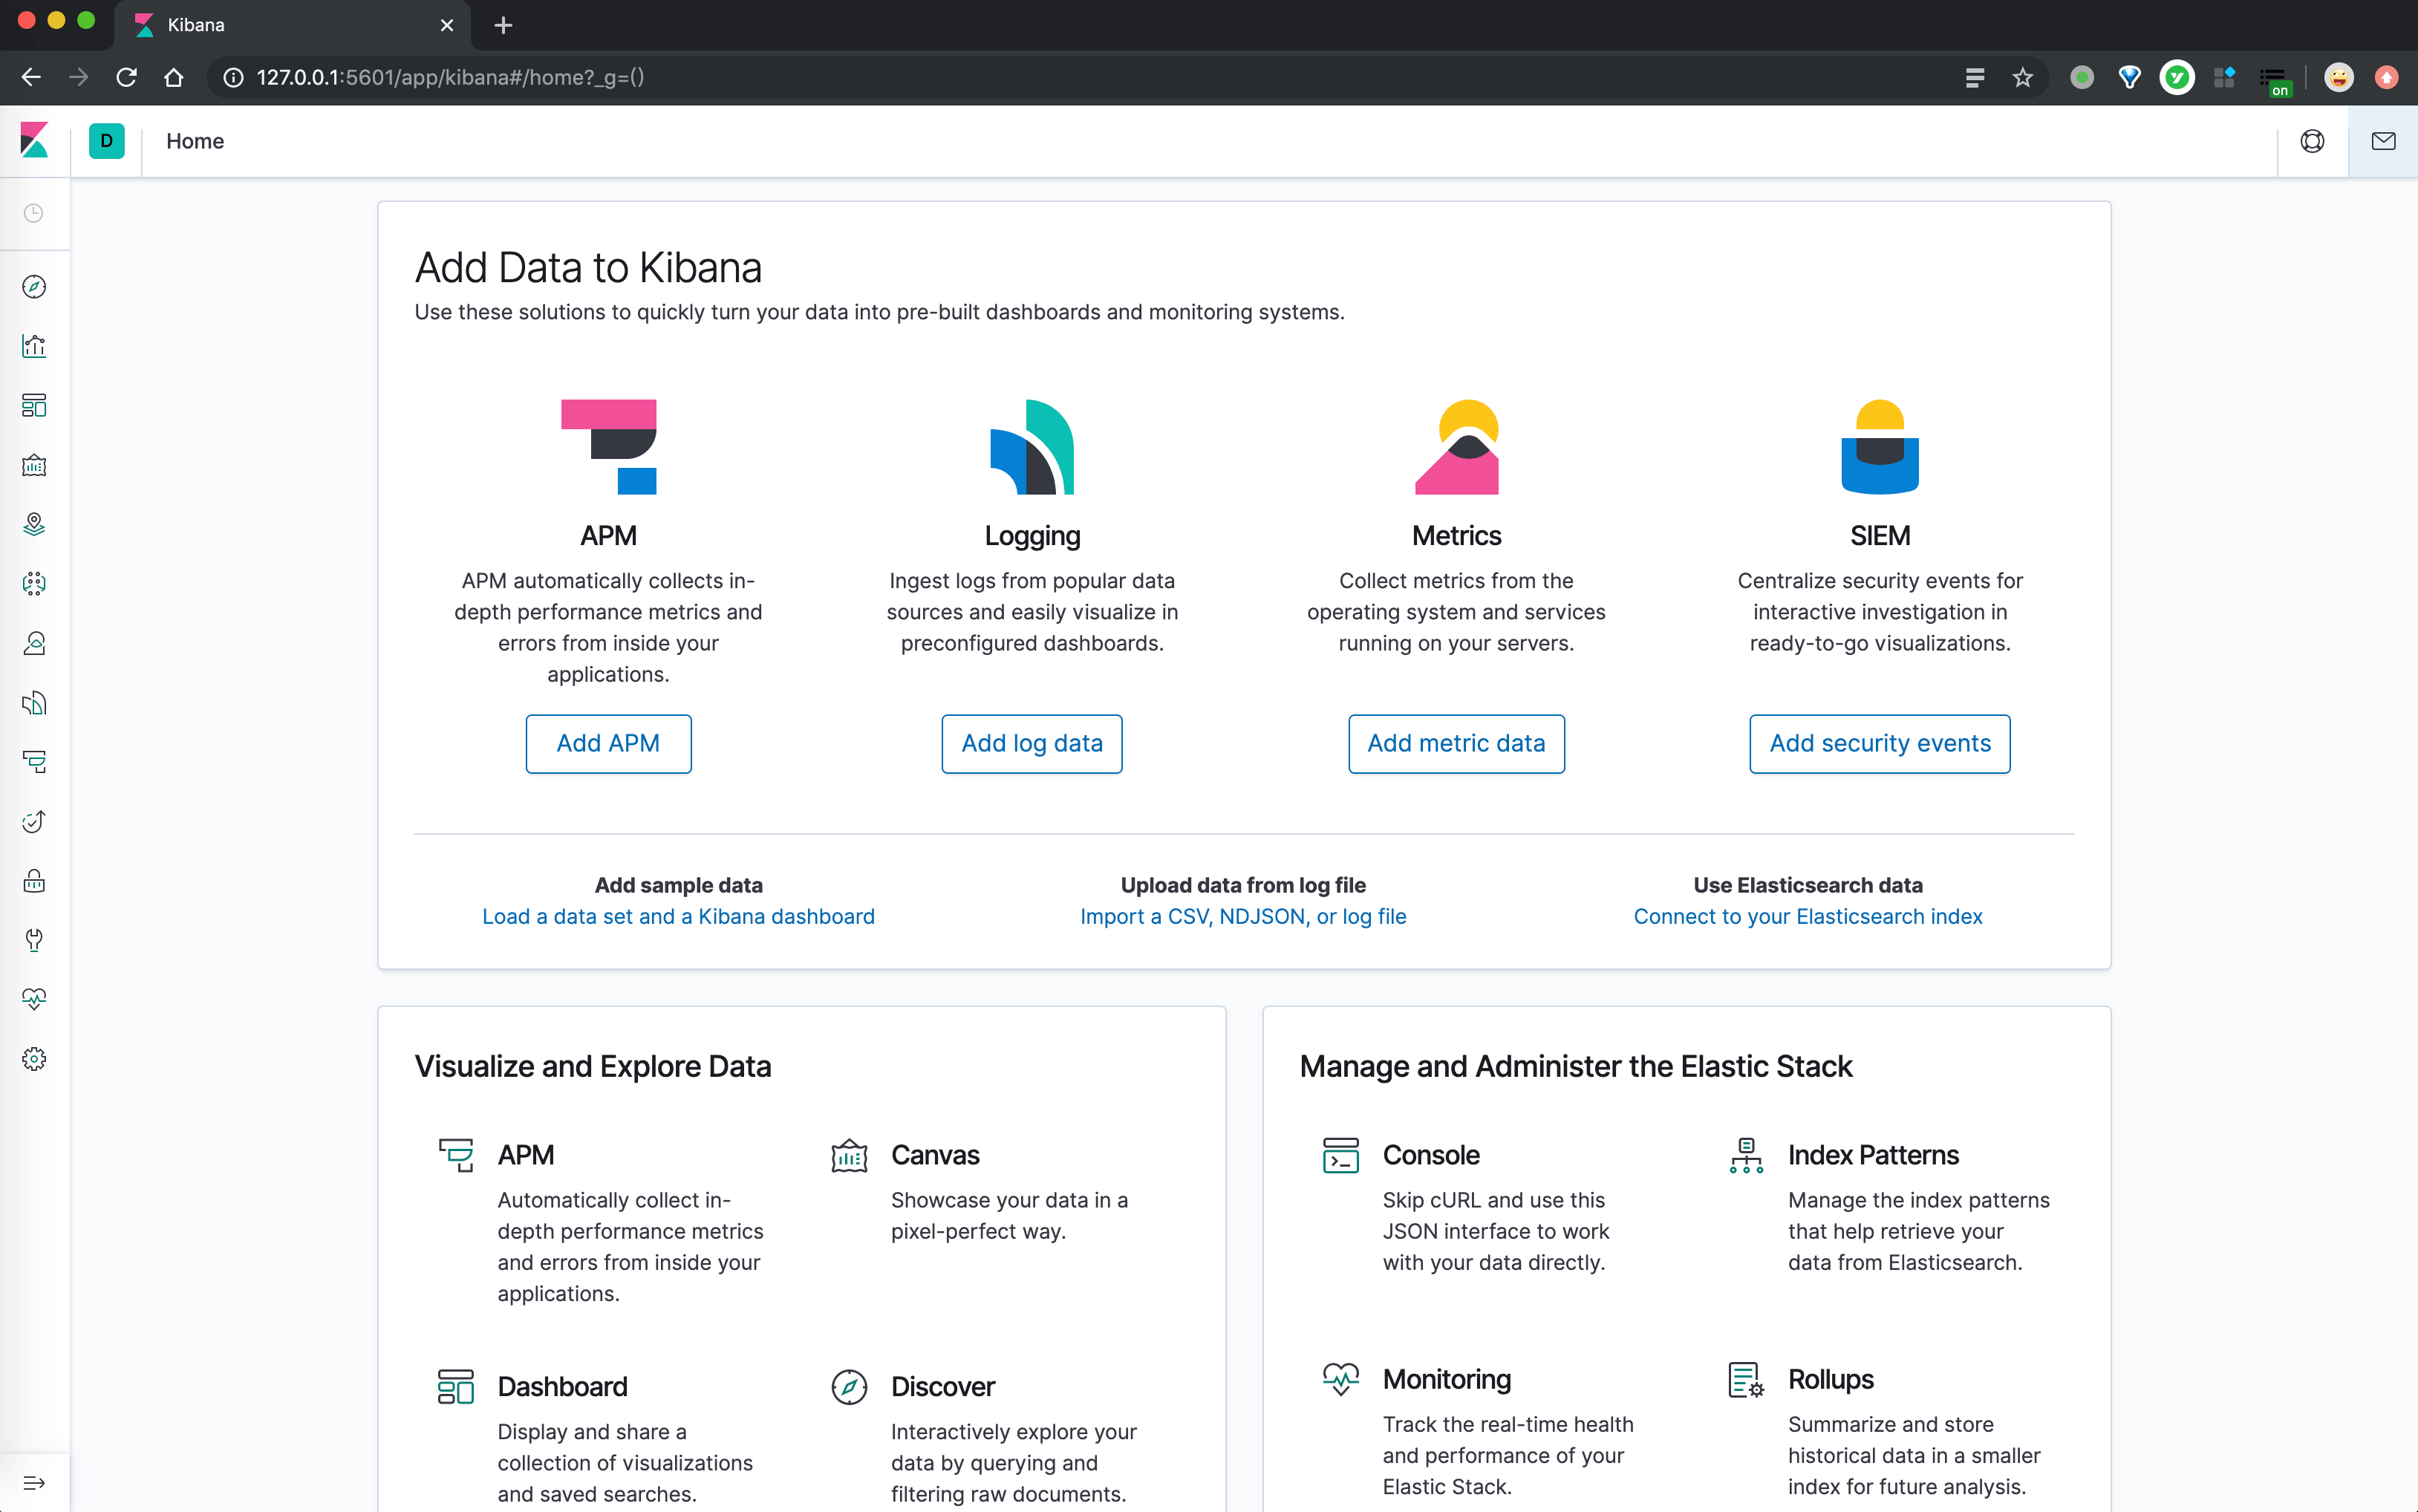 Kibana
127.0.0.1:5601/app/kibana#/home?_g=()
on
D
Home
Add Data to Kibana
Use these solutions to quickly turn your data into pre-built dashboards and monitoring systems.
APM
APM automatically collects in-
depth performance metrics and
errors from inside your
applications.
Add APM
Logging
Ingest logs from popular data
sources and easily visualize in
preconfigured dashboards.
Add log data
Metrics
Collect metrics from the
operating system and services
running on your servers.
Add metric data
SIEM
Centralize security events for
interactive investigation in
ready-to-go visualizations.
Add security events
Add sample data
Load a data set and a Kibana dashboard
Upload data from log file
Import a CSV, NDJSON, or log file
Use Elasticsearch data
Connect to your Elasticsearch index
Visualize and Explore Data
APM
Automatically collect in-
depth performance metrics
and errors from inside your
applications.
Canvas
Showcase your data in a
pixel-perfect way.
Dashboard
Display and share a
collection of visualizations
and saved searches.
Discover
Interactively explore your
data by querying and
filtering raw documents.
Manage and Administer the Elastic Stack
Console
Skip cURL and use this
JSON interface to work
with your data directly.
Index Patterns
Manage the index patterns
that help retrieve your
data from Elasticsearch.
Monitoring
Track the real-time health
and performance of your
Elastic Stack.
Rollups
Summarize and store
historical data in a smaller
index for future analysis.